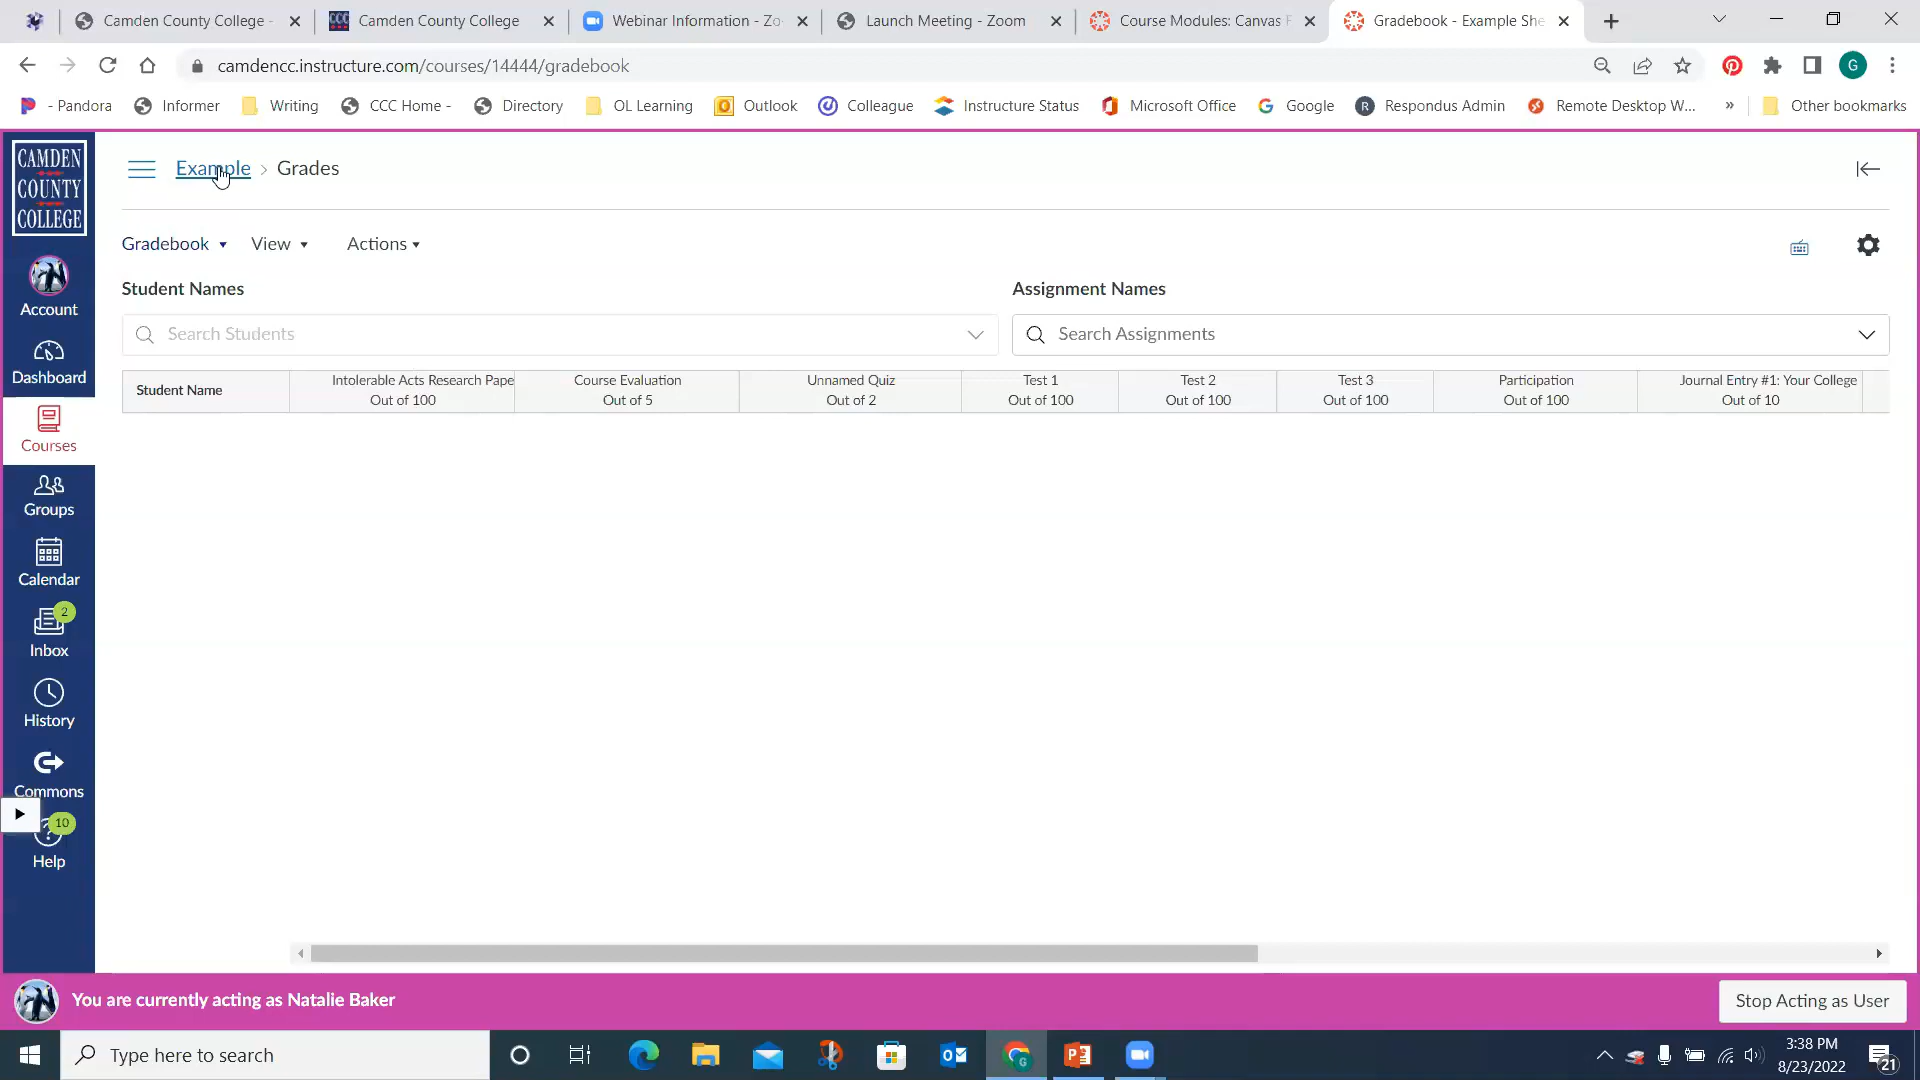 Camden County College -
Camden County College
Webinar Information - Zo
Launch Meeting - Zoom
Course Modules: Canvas F
Gradebook - Example She
camdencc.instructure.com/courses/14444/gradebook
G
- Pandora
Informer
Writing
CCC Home -
Directory
OL Learning
Outlook
Colleague
Instructure Status
Microsoft Office
Google
Respondus Admin
Remote Desktop W...
»
Other bookmarks
CAMDEN
COUNTY
COLLEGE
Account
Dashboard
Courses
Groups
Calendar
2
Inbox
History
Commons
10
Help
Example > Grades
Gradebook
View
Actions
Student Names
Assignment Names
Search Students
Search Assignments
Student Name
Intolerable Acts Research Pape
Out of 100
Course Evaluation
Out of 5
Unnamed Quiz
Out of 2
Test 1
Out of 100
Test 2
Out of 100
Test 3
Out of 100
Participation
Out of 100
Journal Entry #1: Your College
Out of 10
You are currently acting as Natalie Baker
Stop Acting as User
Type here to search
3:38 PM
8/23/2022
21